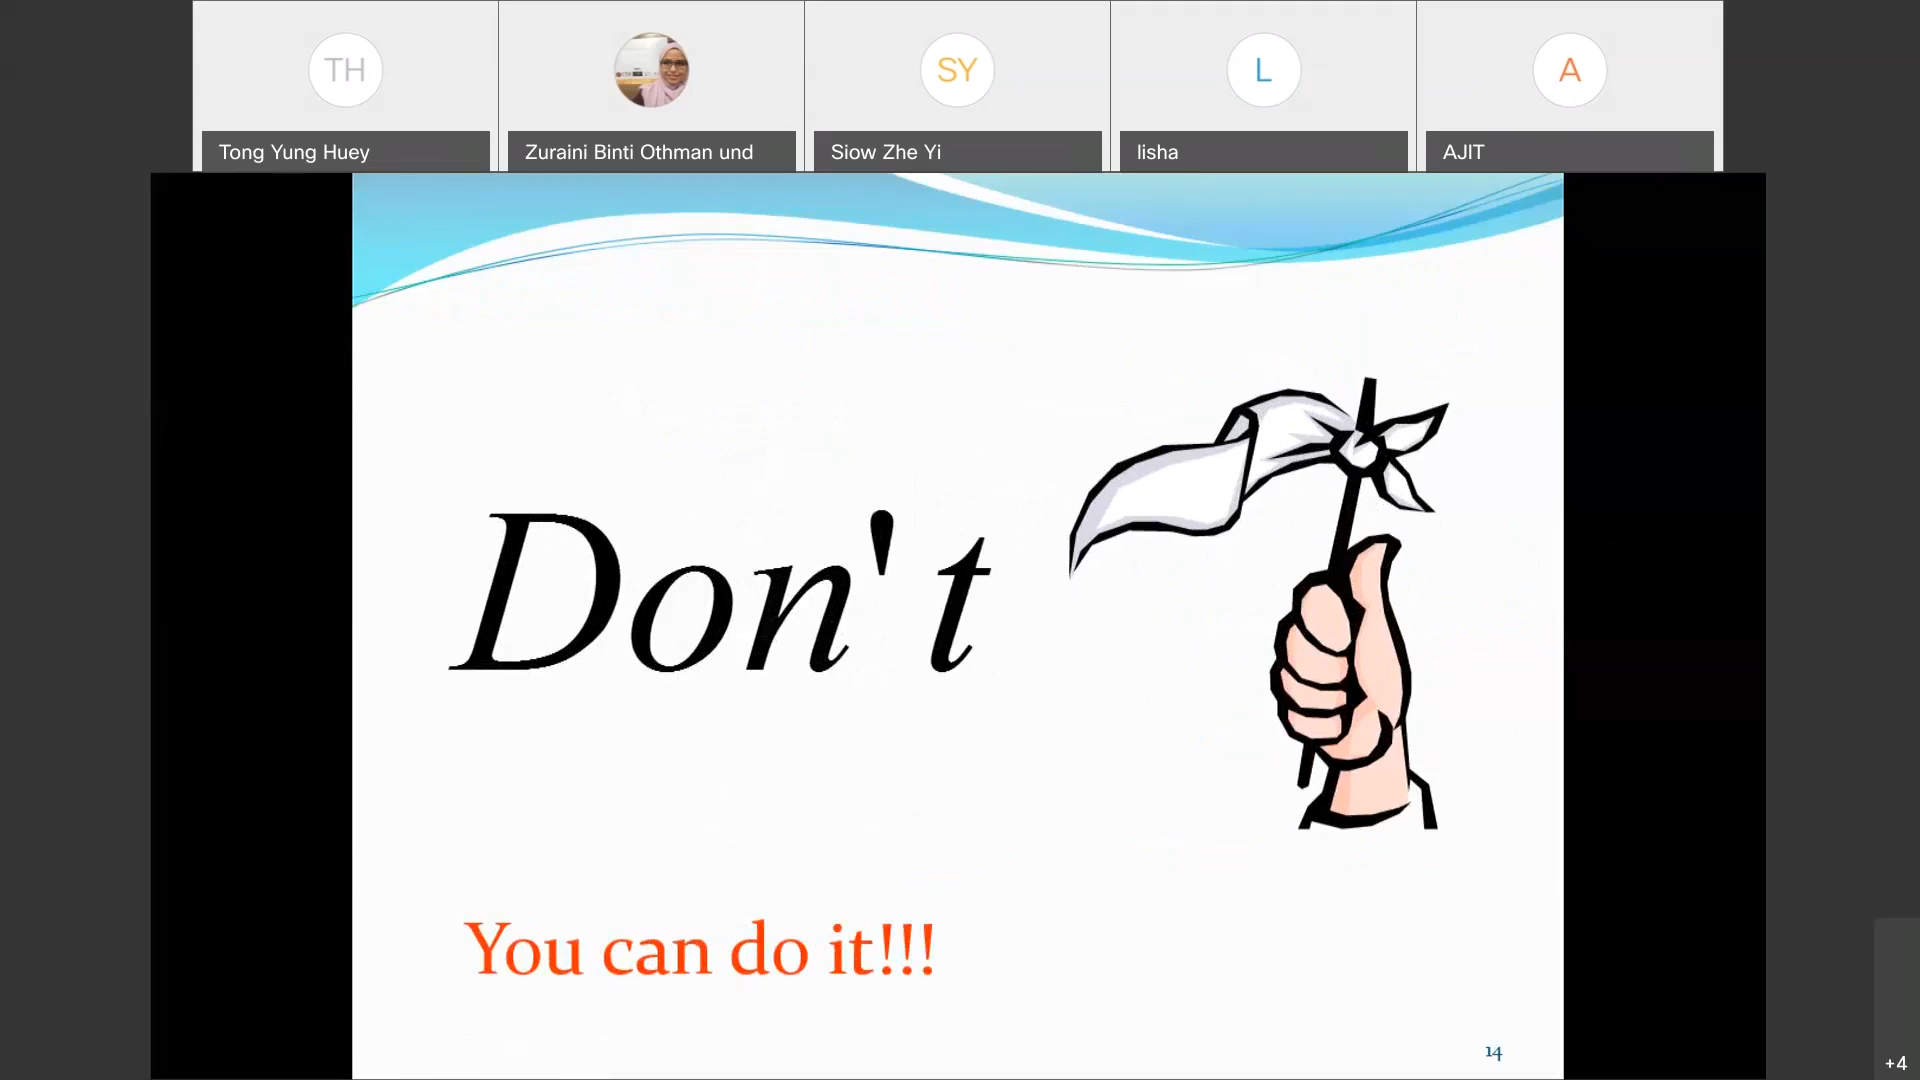 TH
SY
L
A
Tong Yung Huey
Zuraini Binti Othman und
Siow Zhe Yi
lisha
AJIT
Don't
You can do it!!!
14
+4